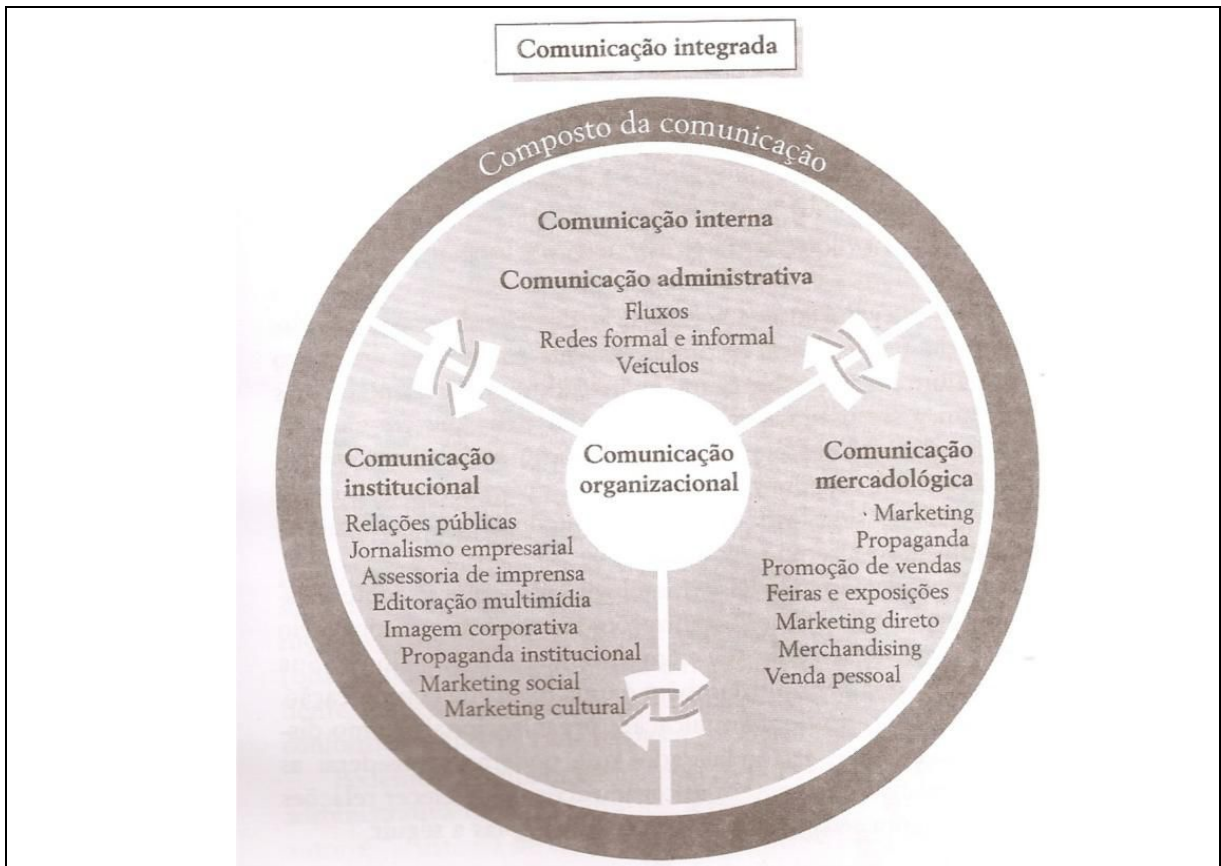 Comunicação integrada
Composto da comunicação
Comunicação interna
Comunicação administrativa
Fluxos
Redes formal e informal
Veículos
Comunicação
institucional
Relações públicas
Jornalismo empresarial
Assessoria de imprensa
Editoração multimídia
Imagem corporativa
Propaganda institucional
Marketing social
Marketing cultural
Comunicação
organizacional
Comunicação
mercadológica
Marketing
Propaganda
Promoção de vendas
Feiras e exposições
Marketing direto
Merchandising
Venda pessoal